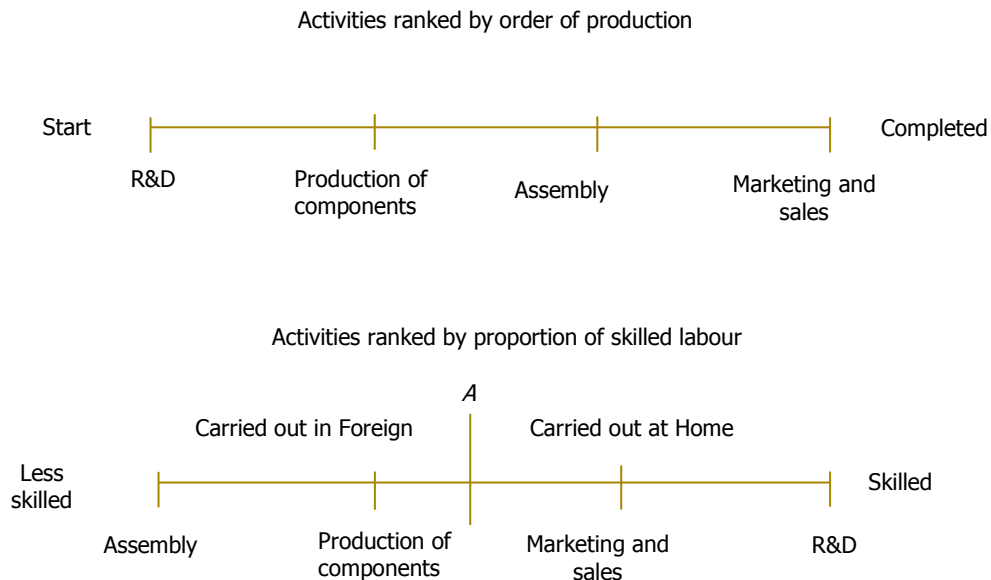 Activities ranked by order of production
Start
Completed
R&D
Production of
components
Assembly
Marketing and
sales
Activities ranked by proportion of skilled labour
A
Carried out in Foreign
Carried out at Home
Less
skilled
Skilled
Assembly
Production of
components
Marketing and
sales
R&D